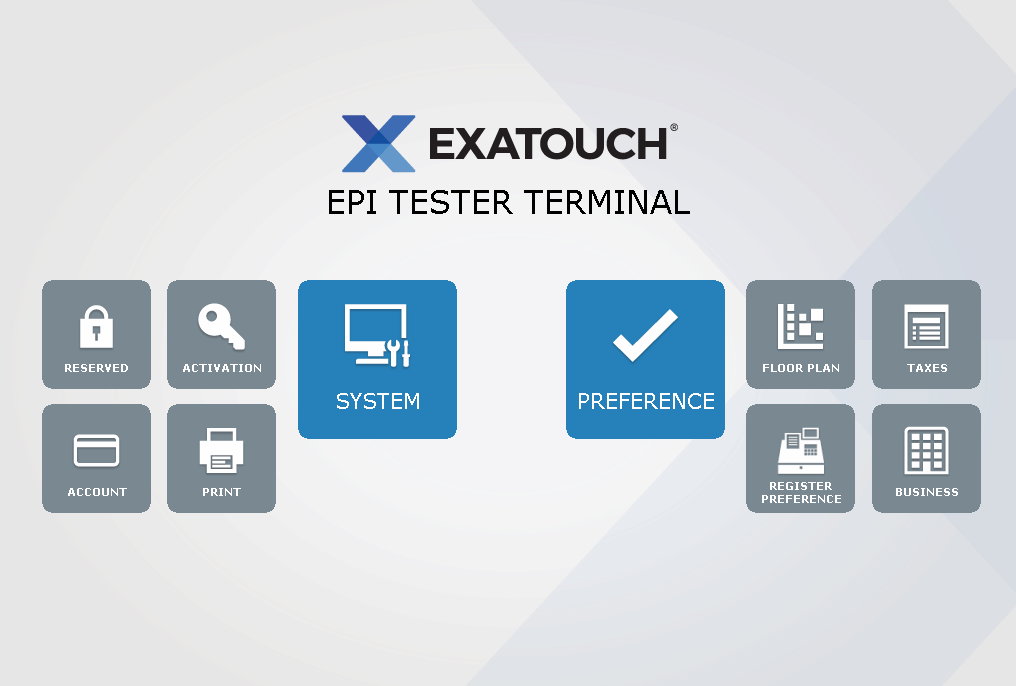 EXATOUCH®
EPI TESTER TERMINAL
RESERVED
ACTIVATION
SYSTEM
ACCOUNT
PRINT
PREFERENCE
FLOOR PLAN
TAXES
REGISTER
PREFERENCE
BUSINESS